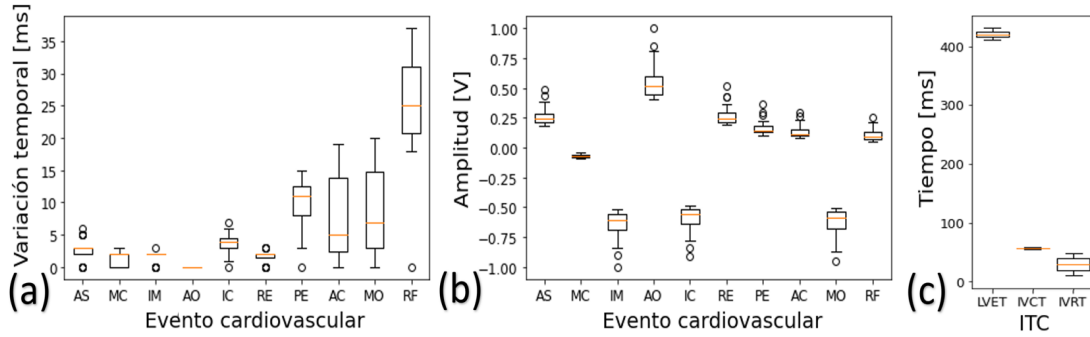 Variación temporal [ms]
35
30
25
20
15
10
5
0
AS MC IM AO IC RE PE AC MO RF
Evento cardiovascular
(a)
Amplitud [V]
1.00
0.75
0.50
0.25
0.00
−0.25
−0.50
−0.75
−1.00
AS MC IM AO IC RE PE AC MO RF
Evento cardiovascular
(b)
Tiempo [ms]
400
300
200
100
0
LVET IVCT IVRT
ITC
(c)